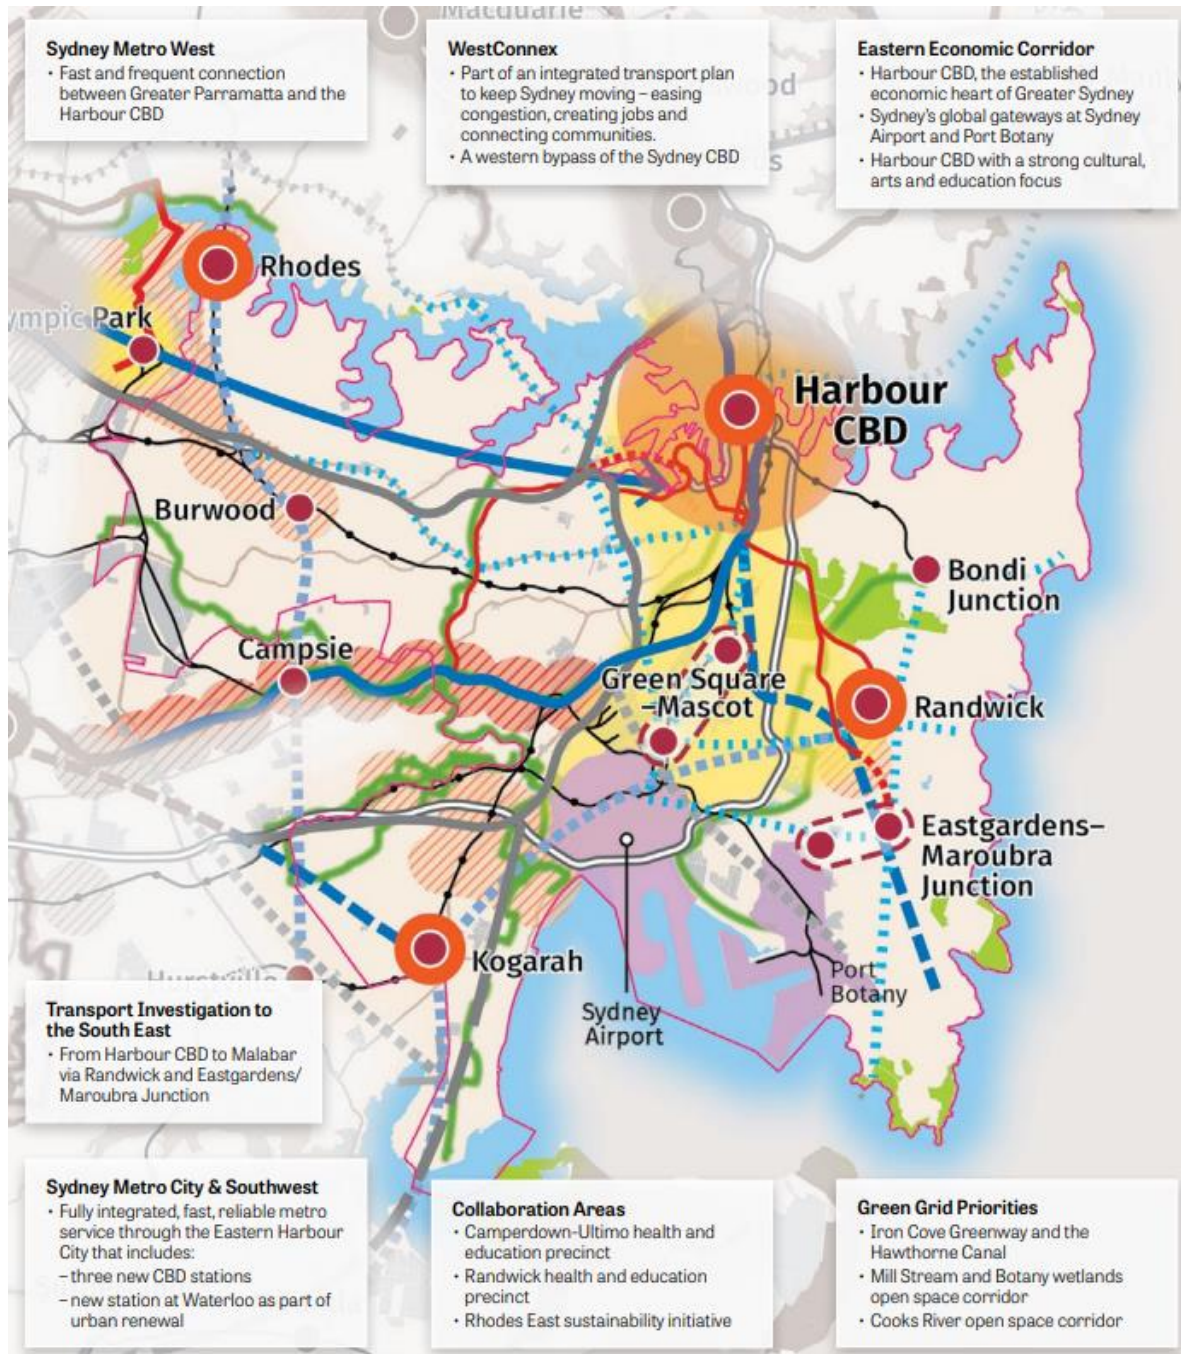 Macquarie
Sydney Metro West
• Fast and frequent connection
between Greater Parramatta and the
Harbour CBD
WestConnex
• Part of an integrated transport plan
to keep Sydney moving – easing
congestion, creating jobs and
connecting communities.
• A western bypass of the Sydney CBD
Eastern Economic Corridor
• Harbour CBD, the established
economic heart of Greater Sydney
• Sydney's global gateways at Sydney
Airport and Port Botany
• Harbour CBD with a strong cultural,
arts and education focus
Rhodes
ympic Park
Harbour
CBD
Burwood
Bondi
Junction
Campsie
Green Square
–Mascot
Randwick
Eastgardens–
Maroubra
Junction
Kogarah
Hurstville
Port
Botany
Sydney
Airport
Transport Investigation to
the South East
• From Harbour CBD to Malabar
via Randwick and Eastgardens/
Maroubra Junction
Sydney Metro City & Southwest
• Fully integrated, fast, reliable metro
service through the Eastern Harbour
City that includes:
– three new CBD stations
– new station at Waterloo as part of
urban renewal
Collaboration Areas
• Camperdown-Ultimo health and
education precinct
• Randwick health and education
precinct
• Rhodes East sustainability initiative
Green Grid Priorities
• Iron Cove Greenway and the
Hawthorne Canal
• Mill Stream and Botany wetlands
open space corridor
• Cooks River open space corridor